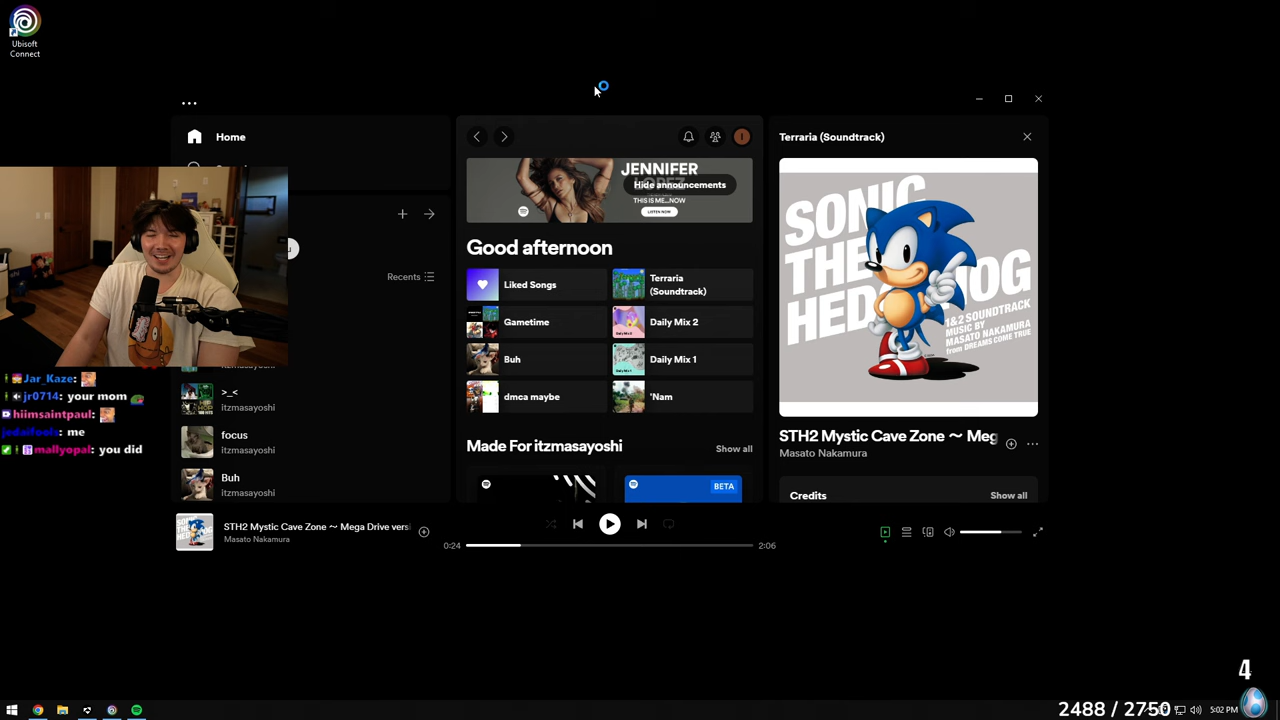 Ubisoft
Connect
Home
Recents
Jar_Kaze:
jr0714: your mom
hiimsaintpaul:
jedaifools: me
mallyopal: you did
itzmasayoshi
>_<
itzmasayoshi
focus
itzmasayoshi
Buh
itzmasayoshi
JENNIFER
LOPEZ
Hide announcements
THIS IS ME...NOW
LISTEN NOW
Good afternoon
Liked Songs
Terraria
(Soundtrack)
Gametime
Daily Mix 2
Buh
Daily Mix 1
dmca maybe
'Nam
Made For itzmasayoshi
Show all
BETA
Terraria (Soundtrack)
SONIC
THE
HEDGEHOG
1&2 SOUNDTRACK
MUSIC BY
MASATO NAKAMURA
from DREAMS COME TRUE
STH2 Mystic Cave Zone ～ Meg
Masato Nakamura
Credits
Show all
STH2 Mystic Cave Zone ～ Mega Drive versi
Masato Nakamura
0:24
2:06
4
2488 / 2750
5:02 PM